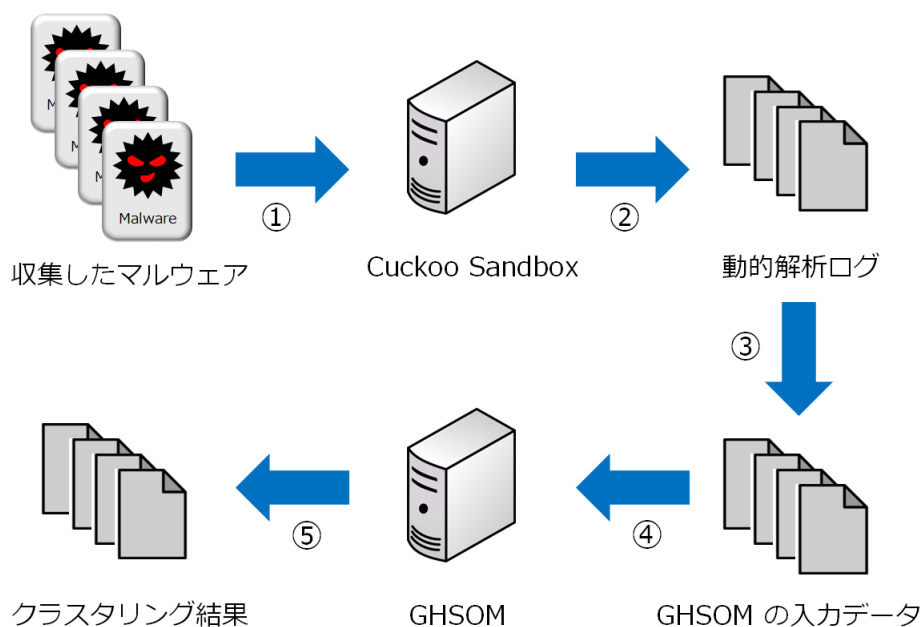 M
M
M
Malware
①
②
収集したマルウェア
Cuckoo Sandbox
動的解析ログ
③
⑤
④
クラスタリング結果
GHSOM
GHSOM の入力データ